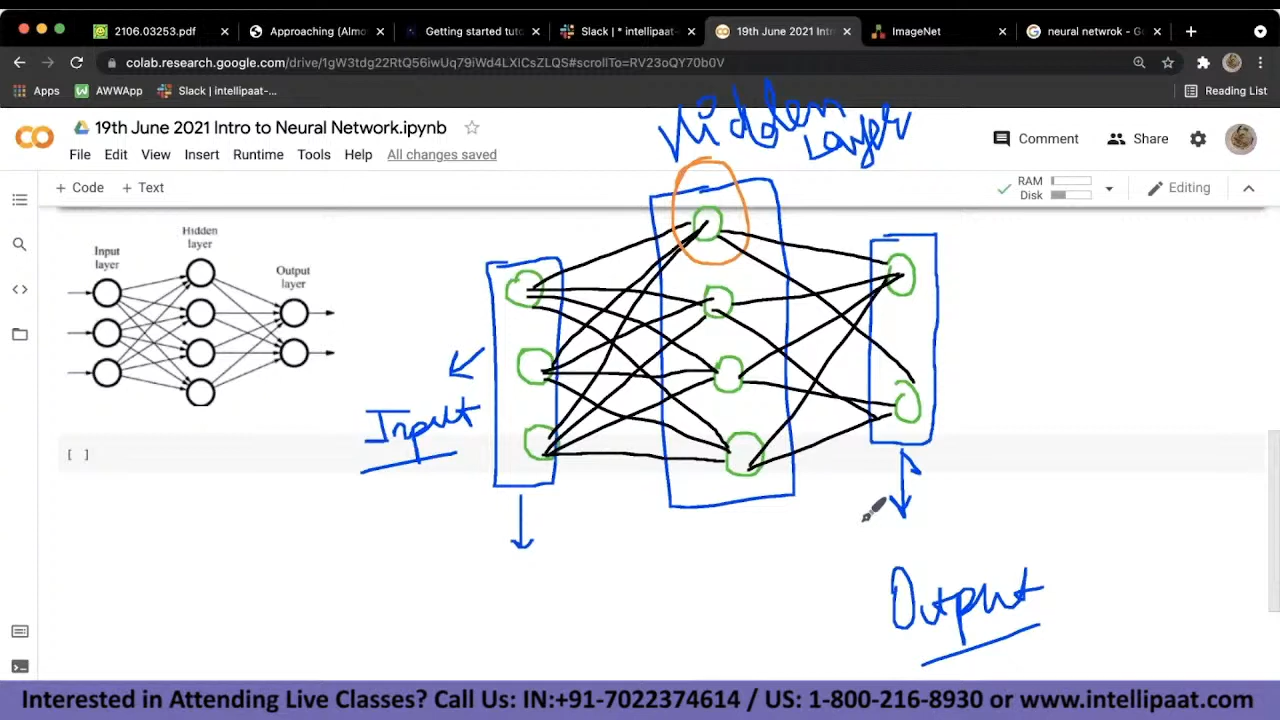 2106.03253.pdf
Approaching (Almo
Getting started tuto
Slack | * intellipaat-
19th June 2021 Intr
ImageNet
neural netwrok - Go
colab.research.google.com/drive/1gW3tdg22RtQ56iwUq79iWd4LXICsZLQS#scrollTo=RV23oQY70b0V
Apps
AWWApp
Slack | intellipaat-...
Reading List
19th June 2021 Intro to Neural Network.ipynb
File Edit View Insert Runtime Tools Help All changes saved
Comment
Share
+ Code + Text
RAM
Disk
Editing
Hidden
Layer
Input
layer
Hidden
layer
Output
layer
Input
[ ]
Output
Interested in Attending Live Classes? Call Us: IN:+91-7022374614 / US: 1-800-216-8930 or www.intellipaat.com